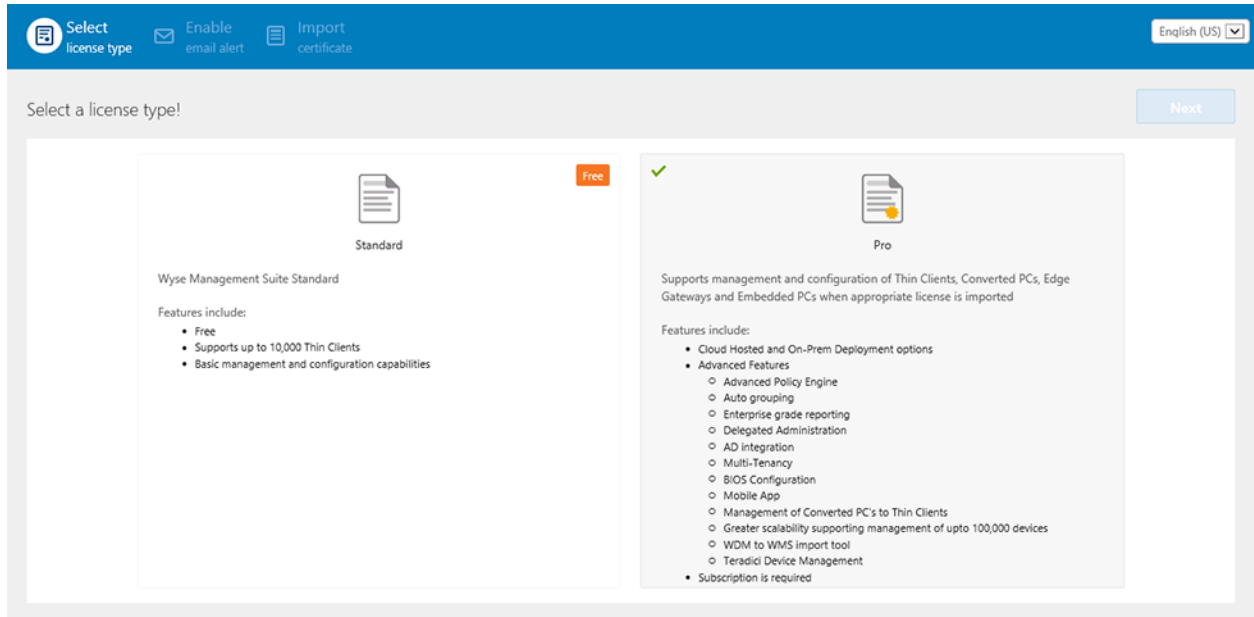 Select
license type
Enable
email alert
Import
certificate
English (US)
Select a license type!
Next
Free
Standard
Wyse Management Suite Standard
Features include:
• Free
• Supports up to 10,000 Thin Clients
• Basic management and configuration capabilities
Pro
Supports management and configuration of Thin Clients, Converted PCs, Edge
Gateways and Embedded PCs when appropriate license is imported
Features include:
• Cloud Hosted and On-Prem Deployment options
• Advanced Features
○ Advanced Policy Engine
○ Auto grouping
○ Enterprise grade reporting
○ Delegated Administration
○ AD integration
○ Multi-Tenancy
○ BIOS Configuration
○ Mobile App
○ Management of Converted PC's to Thin Clients
○ Greater scalability supporting management of upto 100,000 devices
○ WDM to WMS import tool
○ Teradici Device Management
• Subscription is required